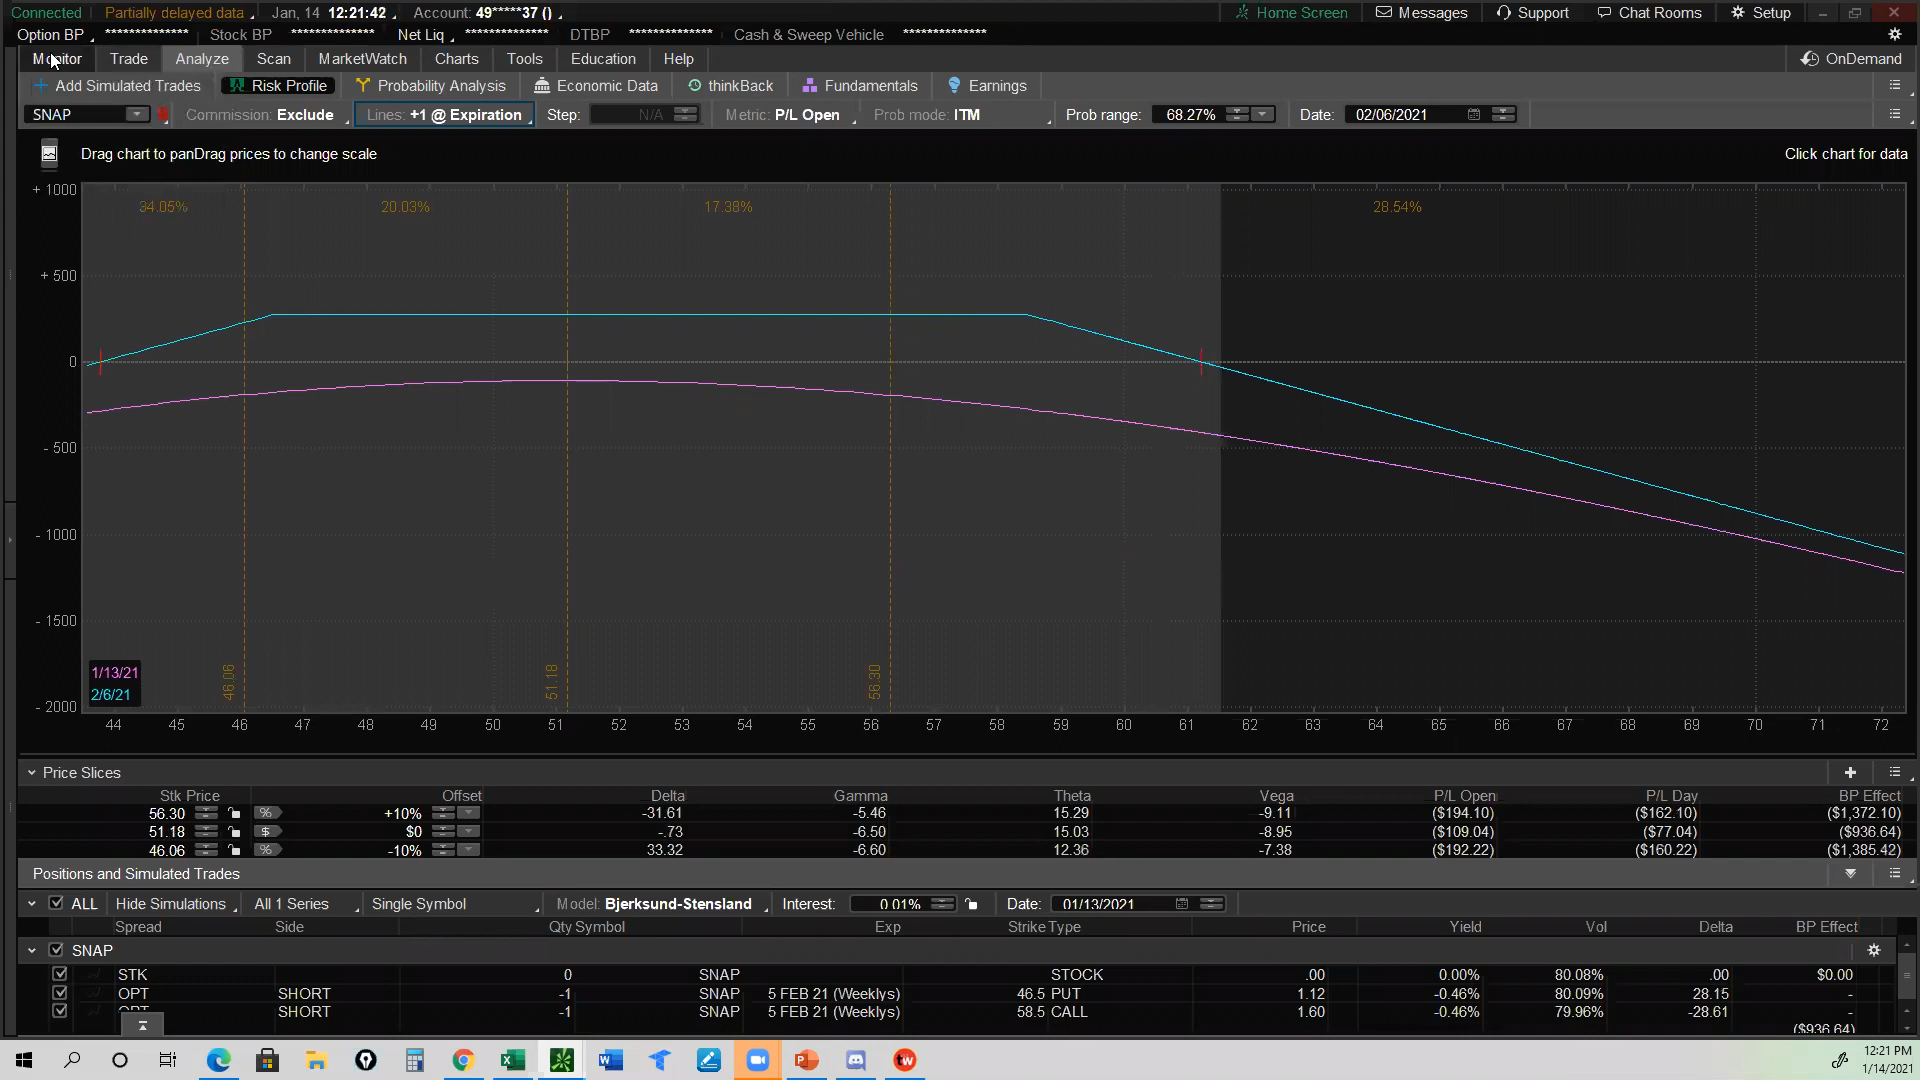 Connected Partially delayed data Jan, 14 12:21:42 Account: 49*****37 () Home Screen Messages Support Chat Rooms Setup
Option BP ************** Stock BP ************** Net Liq ************** DTBP ************** Cash & Sweep Vehicle **************
Monitor Trade Analyze Scan MarketWatch Charts Tools Education Help OnDemand
Add Simulated Trades Risk Profile Probability Analysis Economic Data thinkBack Fundamentals Earnings
SNAP Commission: Exclude Lines: +1 @ Expiration Step: N/A Metric: P/L Open Prob mode: ITM Prob range: 68.27% Date: 02/06/2021
Drag chart to panDrag prices to change scale Click chart for data
+ 1000
34.05% 20.03% 17.38% 28.54%
+ 500
0
- 500
- 1000
- 1500
46.06 51.18 56.30
1/13/21
2/6/21
- 2000
44 45 46 47 48 49 50 51 52 53 54 55 56 57 58 59 60 61 62 63 64 65 66 67 68 69 70 71 72
Price Slices
Stk Price Offset Delta Gamma Theta Vega P/L Open P/L Day BP Effect
56.30 % +10% -31.61 -5.46 15.29 -9.11 ($194.10) ($162.10) ($1,372.10)
51.18 $ $0 -.73 -6.50 15.03 -8.95 ($109.04) ($77.04) ($936.64)
46.06 % -10% 33.32 -6.60 12.36 -7.38 ($192.22) ($160.22) ($1,385.42)
Positions and Simulated Trades
ALL Hide Simulations All 1 Series Single Symbol Model: Bjerksund-Stensland Interest: 0.01% Date: 01/13/2021
Spread Side Qty Symbol Exp Strike Type Price Yield Vol Delta BP Effect
SNAP
STK 0 SNAP STOCK .00 0.00% 80.08% .00 $0.00
OPT SHORT -1 SNAP 5 FEB 21 (Weeklys) 46.5 PUT 1.12 -0.46% 80.09% 28.15 -
OPT SHORT -1 SNAP 5 FEB 21 (Weeklys) 58.5 CALL 1.60 -0.46% 79.96% -28.61 -
($936.64)
12:21 PM
1/14/2021